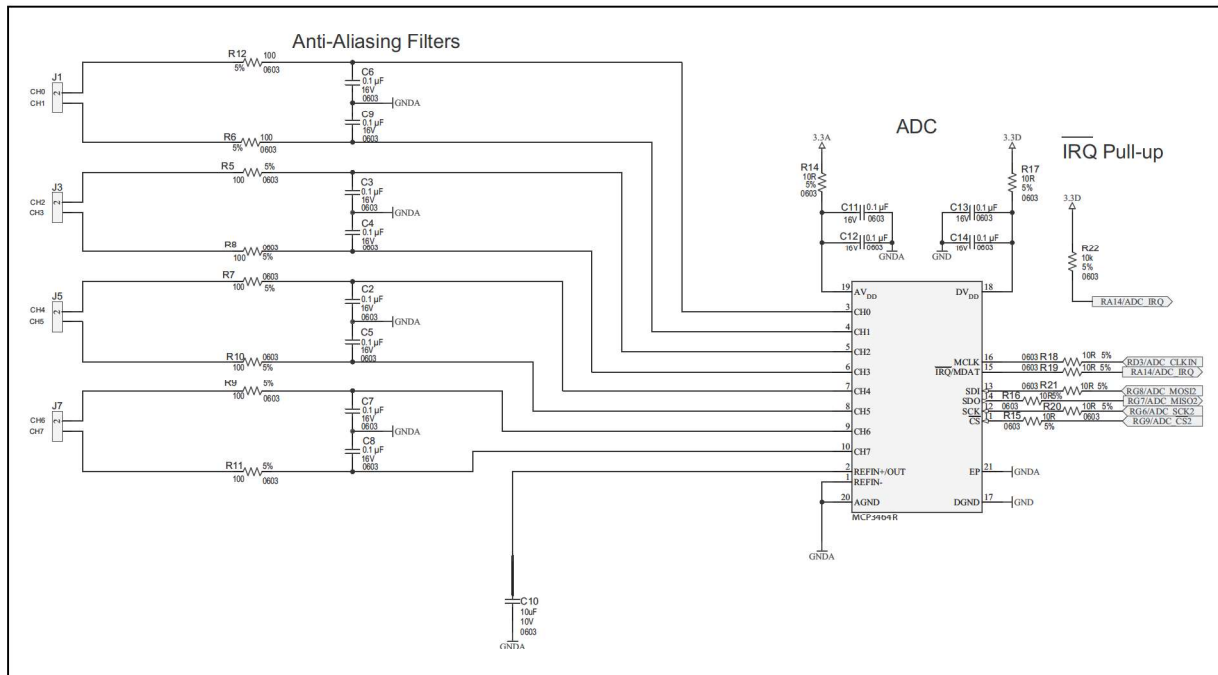 Anti-Aliasing Filters
R12 100
5% 0603
J1
CH0 2
CH1
C6
0.1 µF
16V
0603
GNDA
C9
0.1 µF
16V
0603
R6 100
5% 0603
R5 5%
100 0603
J3
CH2 2
CH3
C3
0.1 µF
16V
0603
GNDA
C4
0.1 µF
16V
0603
R8 0603
100 5%
R7 0603
100 5%
J5
CH4 2
CH5
C2
0.1 µF
16V
0603
GNDA
C5
0.1 µF
16V
0603
R10 0603
100 5%
R9 5%
100 0603
J7
CH6 2
CH7
C7
0.1 µF
16V
0603
GNDA
C8
0.1 µF
16V
0603
R11 5%
100 0603
C10
10uF
10V
0603
GNDA
ADC
3.3A
R14
10R
5%
0603
C11 0.1 µF
16V 0603
C12 0.1 µF
16V 0603
GNDA
3.3D
R17
10R
5%
0603
C13 0.1 µF
16V 0603
C14 0.1 µF
16V 0603
GND
IRQ Pull-up
3.3D
R22
10k
5%
0603
RA14/ADC_IRQ
19 AVDD
DVDD 18
3 CH0
4 CH1
5 CH2
6 CH3
7 CH4
8 CH5
9 CH6
10 CH7
2 REFIN+/OUT
1 REFIN-
20 AGND
MCP3464R
GNDA
MCLK 16 0603 R18 10R 5% RD3/ADC_CLKIN
IRQ/MDAT 15 0603 R19 10R 5% RA14/ADC_IRQ
SDI 13 0603 R21 10R 5% RG8/ADC_MOSI2
SDO 14 R16 10R5% RG7/ADC_MISO2
SCK 12 0603 R20 10R 5% RG6/ADC_SCK2
CS 11 R15 10R 0603 RG9/ADC_CS2
0603 5%
EP 21 GNDA
DGND 17 GND